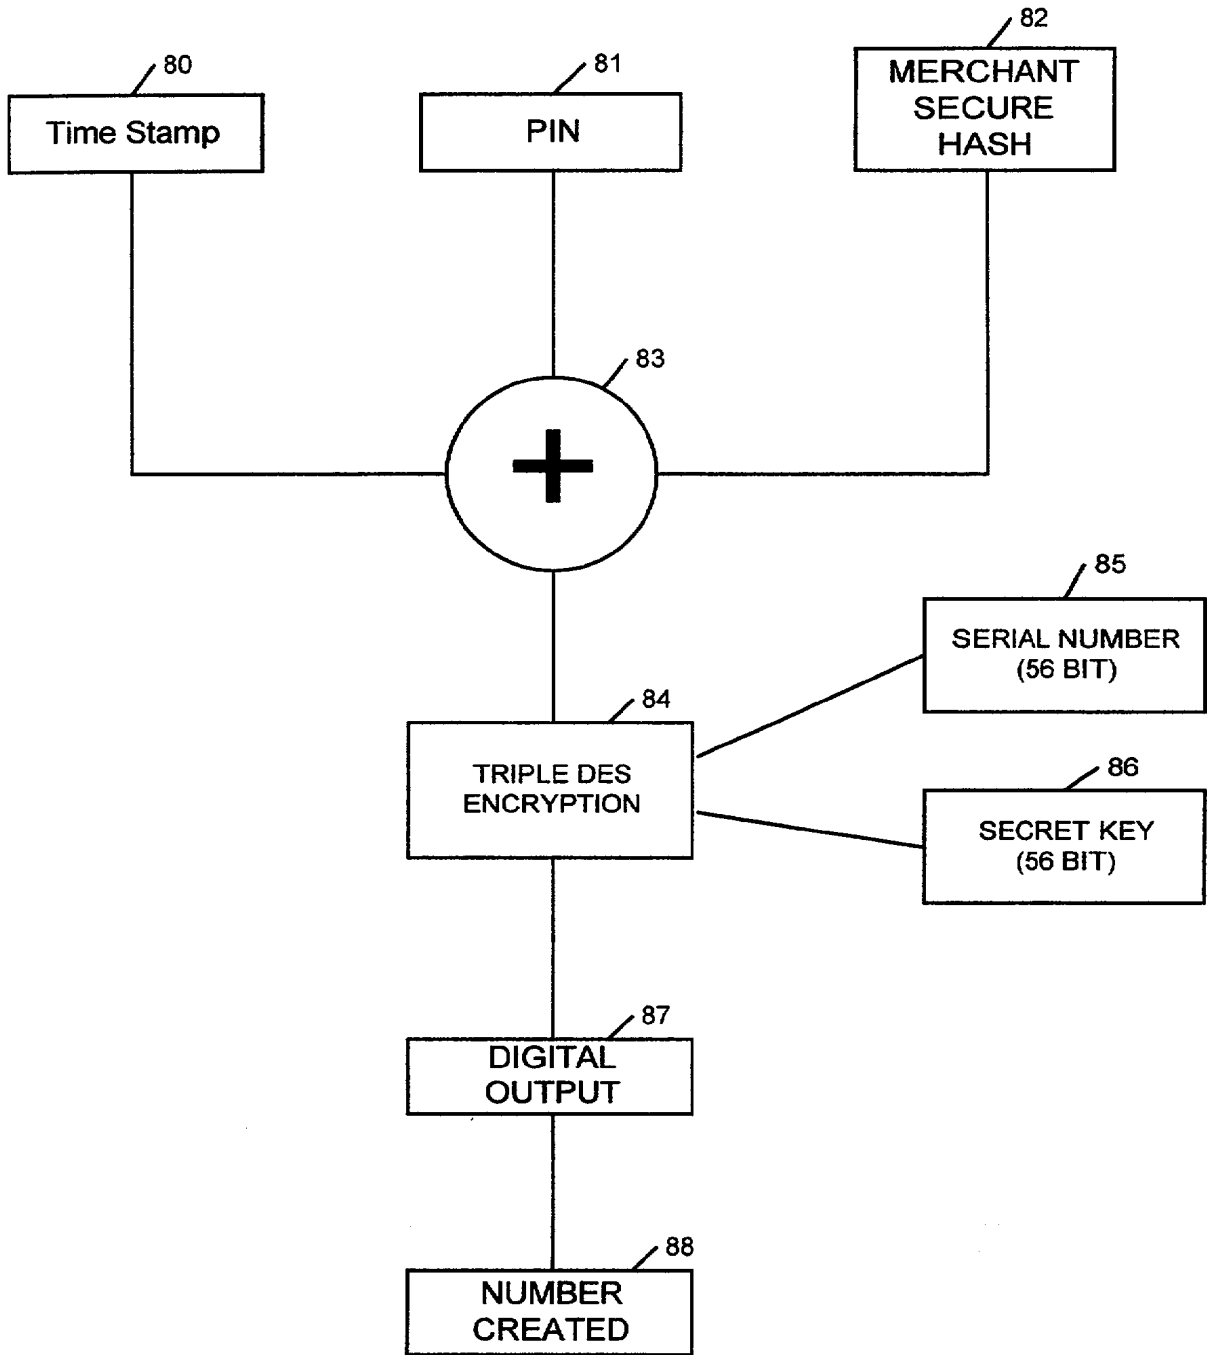 80
Time Stamp
81
PIN
82
MERCHANT
SECURE
HASH
83
+
84
TRIPLE DES
ENCRYPTION
85
SERIAL NUMBER
(56 BIT)
86
SECRET KEY
(56 BIT)
87
DIGITAL
OUTPUT
88
NUMBER
CREATED